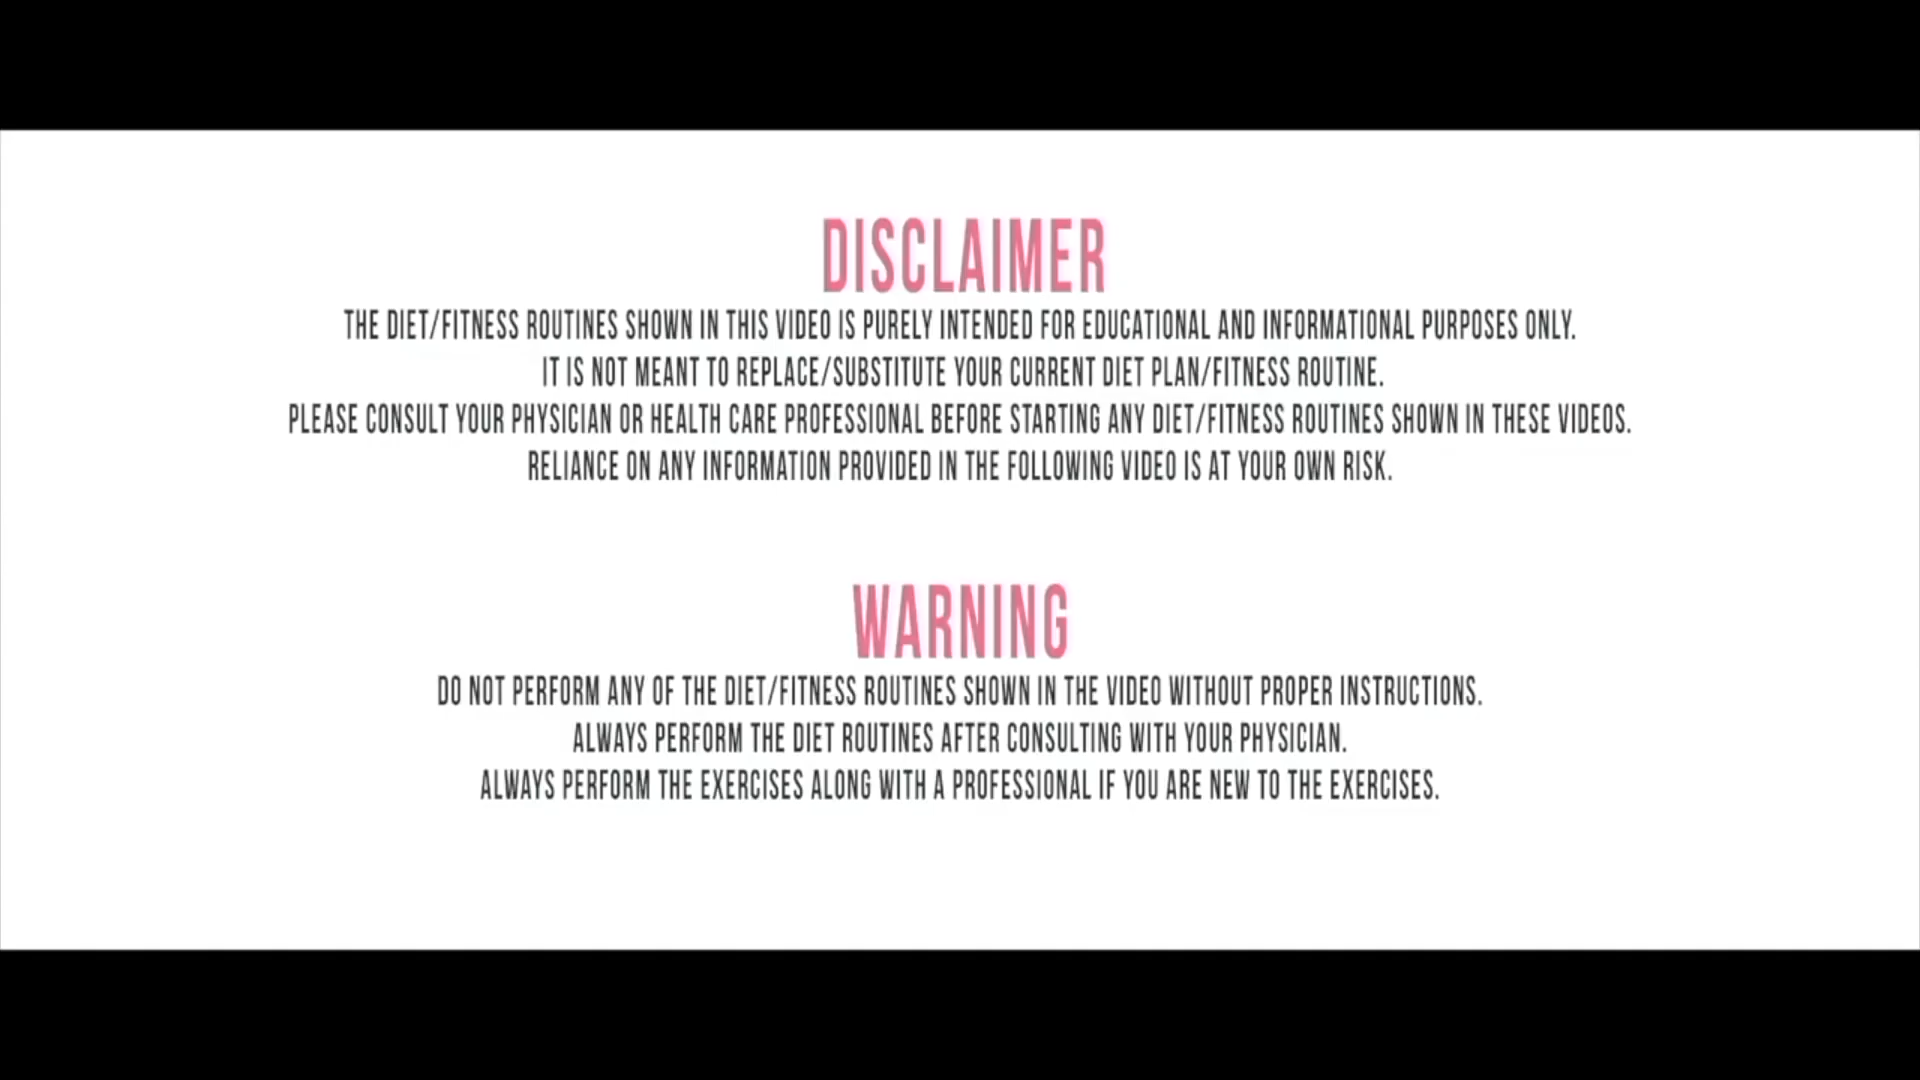 DISCLAIMER
THE DIET/FITNESS ROUTINES SHOWN IN THIS VIDEO IS PURELY INTENDED FOR EDUCATIONAL AND INFORMATIONAL PURPOSES ONLY.
IT IS NOT MEANT TO REPLACE/SUBSTITUTE YOUR CURRENT DIET PLAN/FITNESS ROUTINE.
PLEASE CONSULT YOUR PHYSICIAN OR HEALTH CARE PROFESSIONAL BEFORE STARTING ANY DIET/FITNESS ROUTINES SHOWN IN THESE VIDEOS.
RELIANCE ON ANY INFORMATION PROVIDED IN THE FOLLOWING VIDEO IS AT YOUR OWN RISK.
WARNING
DO NOT PERFORM ANY OF THE DIET/FITNESS ROUTINES SHOWN IN THE VIDEO WITHOUT PROPER INSTRUCTIONS.
ALWAYS PERFORM THE DIET ROUTINES AFTER CONSULTING WITH YOUR PHYSICIAN.
ALWAYS PERFORM THE EXERCISES ALONG WITH A PROFESSIONAL IF YOU ARE NEW TO THE EXERCISES.